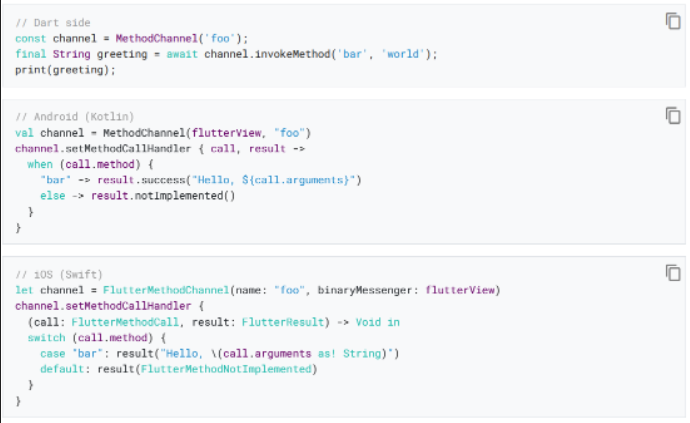 // Dart side
const channel = MethodChannel('foo');
final String greeting = await channel.invokeMethod('bar', 'world');
print(greeting);
// Android (Kotlin)
val channel = MethodChannel(flutterView, "foo")
channel.setMethodCallHandler { call, result ->
  when (call.method) {
    "bar" -> result.success("Hello, ${call.arguments}")
    else -> result.notImplemented()
  }
}
// iOS (Swift)
let channel = FlutterMethodChannel(name: "foo", binaryMessenger: flutterView)
channel.setMethodCallHandler {
  (call: FlutterMethodCall, result: FlutterResult) -> Void in
  switch (call.method) {
    case "bar": result("Hello, \(call.arguments as! String)")
    default: result(FlutterMethodNotImplemented)
  }
}